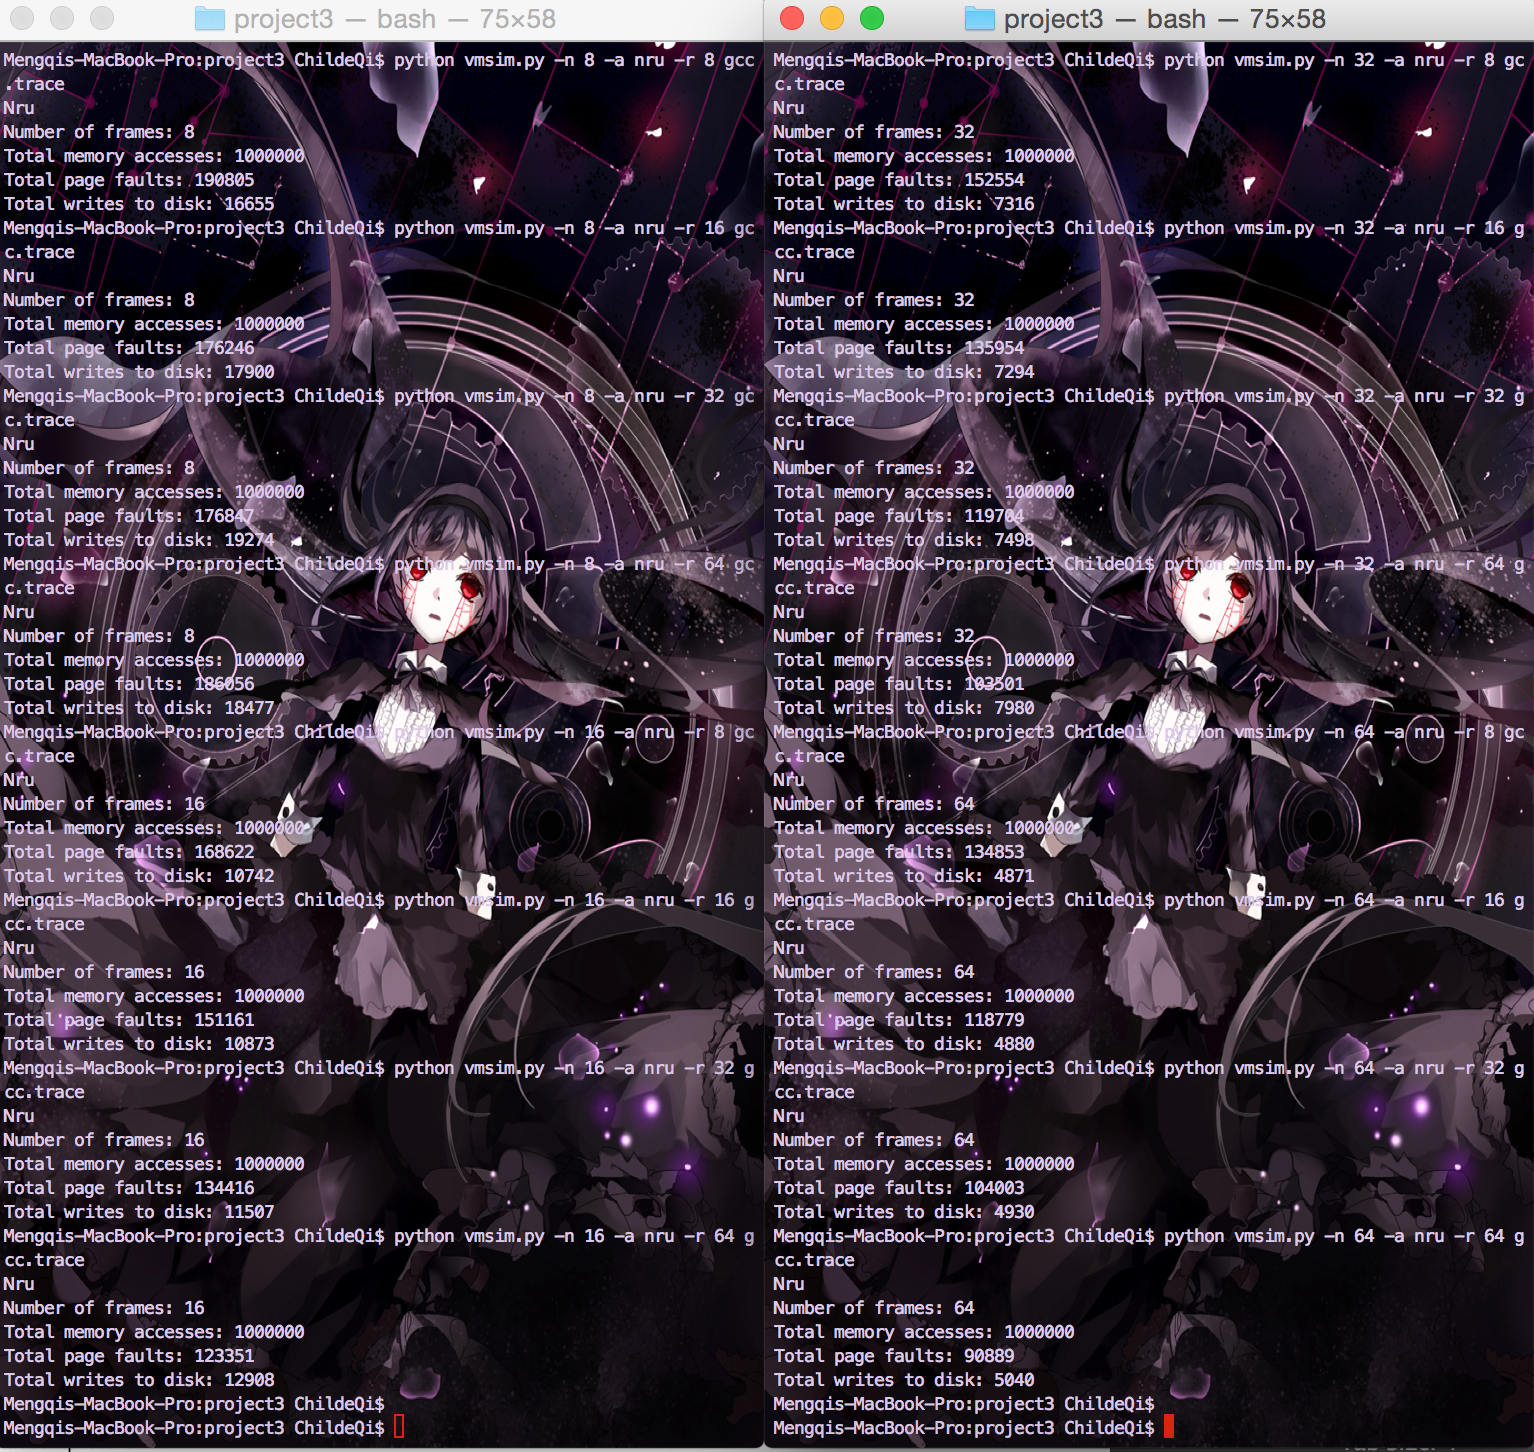 project3 — bash — 75×58
Mengqis-MacBook-Pro:project3 ChildeQi$ python vmsim.py -n 8 -a nru -r 8 gcc
.trace
Nru
Number of frames: 8
Total memory accesses: 1000000
Total page faults: 190805
Total writes to disk: 16655
Mengqis-MacBook-Pro:project3 ChildeQi$ python vmsim.py -n 8 -a nru -r 16 gc
c.trace
Nru
Number of frames: 8
Total memory accesses: 1000000
Total page faults: 176246
Total writes to disk: 17900
Mengqis-MacBook-Pro:project3 ChildeQi$ python vmsim.py -n 8 -a nru -r 32 gc
c.trace
Nru
Number of frames: 8
Total memory accesses: 1000000
Total page faults: 176847
Total writes to disk: 19274
Mengqis-MacBook-Pro:project3 ChildeQi$ python vmsim.py -n 8 -a nru -r 64 gc
c.trace
Nru
Number of frames: 8
Total memory accesses: 1000000
Total page faults: 186056
Total writes to disk: 18477
Mengqis-MacBook-Pro:project3 ChildeQi$ python vmsim.py -n 16 -a nru -r 8 gc
c.trace
Nru
Number of frames: 16
Total memory accesses: 1000000
Total page faults: 168622
Total writes to disk: 10742
Mengqis-MacBook-Pro:project3 ChildeQi$ python vmsim.py -n 16 -a nru -r 16 g
cc.trace
Nru
Number of frames: 16
Total memory accesses: 1000000
Total page faults: 151161
Total writes to disk: 10873
Mengqis-MacBook-Pro:project3 ChildeQi$ python vmsim.py -n 16 -a nru -r 32 g
cc.trace
Nru
Number of frames: 16
Total memory accesses: 1000000
Total page faults: 134416
Total writes to disk: 11507
Mengqis-MacBook-Pro:project3 ChildeQi$ python vmsim.py -n 16 -a nru -r 64 g
cc.trace
Nru
Number of frames: 16
Total memory accesses: 1000000
Total page faults: 123351
Total writes to disk: 12908
Mengqis-MacBook-Pro:project3 ChildeQi$
Mengqis-MacBook-Pro:project3 ChildeQi$
project3 — bash — 75×58
Mengqis-MacBook-Pro:project3 ChildeQi$ python vmsim.py -n 32 -a nru -r 8 gc
c.trace
Nru
Number of frames: 32
Total memory accesses: 1000000
Total page faults: 152554
Total writes to disk: 7316
Mengqis-MacBook-Pro:project3 ChildeQi$ python vmsim.py -n 32 -a nru -r 16 g
cc.trace
Nru
Number of frames: 32
Total memory accesses: 1000000
Total page faults: 135954
Total writes to disk: 7294
Mengqis-MacBook-Pro:project3 ChildeQi$ python vmsim.py -n 32 -a nru -r 32 g
cc.trace
Nru
Number of frames: 32
Total memory accesses: 1000000
Total page faults: 119704
Total writes to disk: 7498
Mengqis-MacBook-Pro:project3 ChildeQi$ python vmsim.py -n 32 -a nru -r 64 g
cc.trace
Nru
Number of frames: 32
Total memory accesses: 1000000
Total page faults: 103501
Total writes to disk: 7980
Mengqis-MacBook-Pro:project3 ChildeQi$ python vmsim.py -n 64 -a nru -r 8 gc
c.trace
Nru
Number of frames: 64
Total memory accesses: 1000000
Total page faults: 134853
Total writes to disk: 4871
Mengqis-MacBook-Pro:project3 ChildeQi$ python vmsim.py -n 64 -a nru -r 16 g
cc.trace
Nru
Number of frames: 64
Total memory accesses: 1000000
Total page faults: 118779
Total writes to disk: 4880
Mengqis-MacBook-Pro:project3 ChildeQi$ python vmsim.py -n 64 -a nru -r 32 g
cc.trace
Nru
Number of frames: 64
Total memory accesses: 1000000
Total page faults: 104003
Total writes to disk: 4930
Mengqis-MacBook-Pro:project3 ChildeQi$ python vmsim.py -n 64 -a nru -r 64 g
cc.trace
Nru
Number of frames: 64
Total memory accesses: 1000000
Total page faults: 90889
Total writes to disk: 5040
Mengqis-MacBook-Pro:project3 ChildeQi$
Mengqis-MacBook-Pro:project3 ChildeQi$